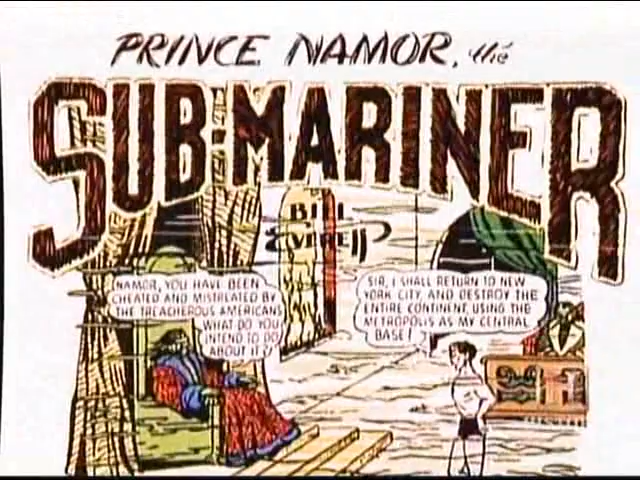 PRINCE NAMOR, the
SUB-MARINER
BILL
EVERETT
NAMOR, YOU HAVE BEEN
CHEATED AND MISTREATED BY
THE TREACHEROUS AMERICANS
WHAT DO YOU
INTEND TO DO
ABOUT IT?
SIR, I SHALL RETURN TO NEW
YORK CITY, AND DESTROY THE
ENTIRE CONTINENT, USING THE
METROPOLIS AS MY CENTRAL
BASE!